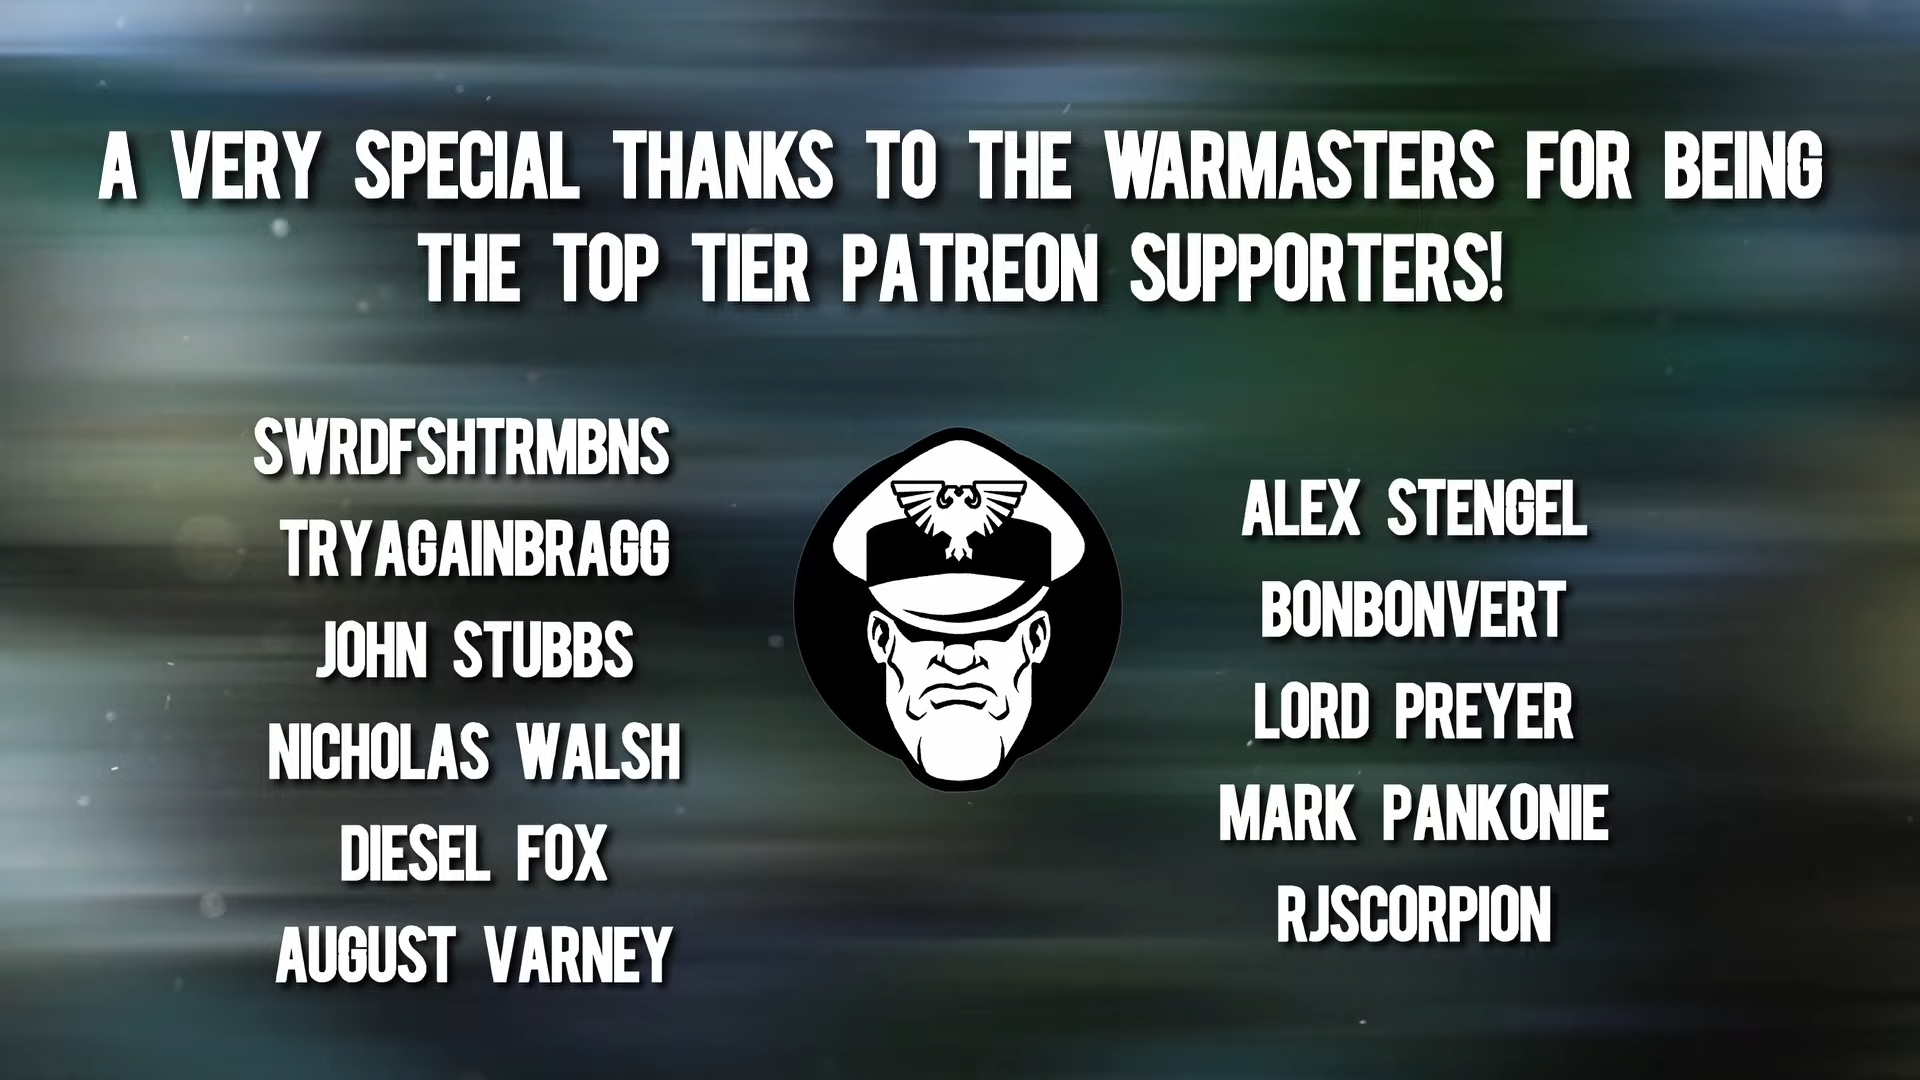 A VERY SPECIAL THANKS TO THE WARMASTERS FOR BEING
THE TOP TIER PATREON SUPPORTERS!
SWRDFSHTRMBNS
TRYAGAINBRAGG
JOHN STUBBS
NICHOLAS WALSH
DIESEL FOX
AUGUST VARNEY
ALEX STENGEL
BONBONVERT
LORD PREYER
MARK PANKONIE
RJSCORPION